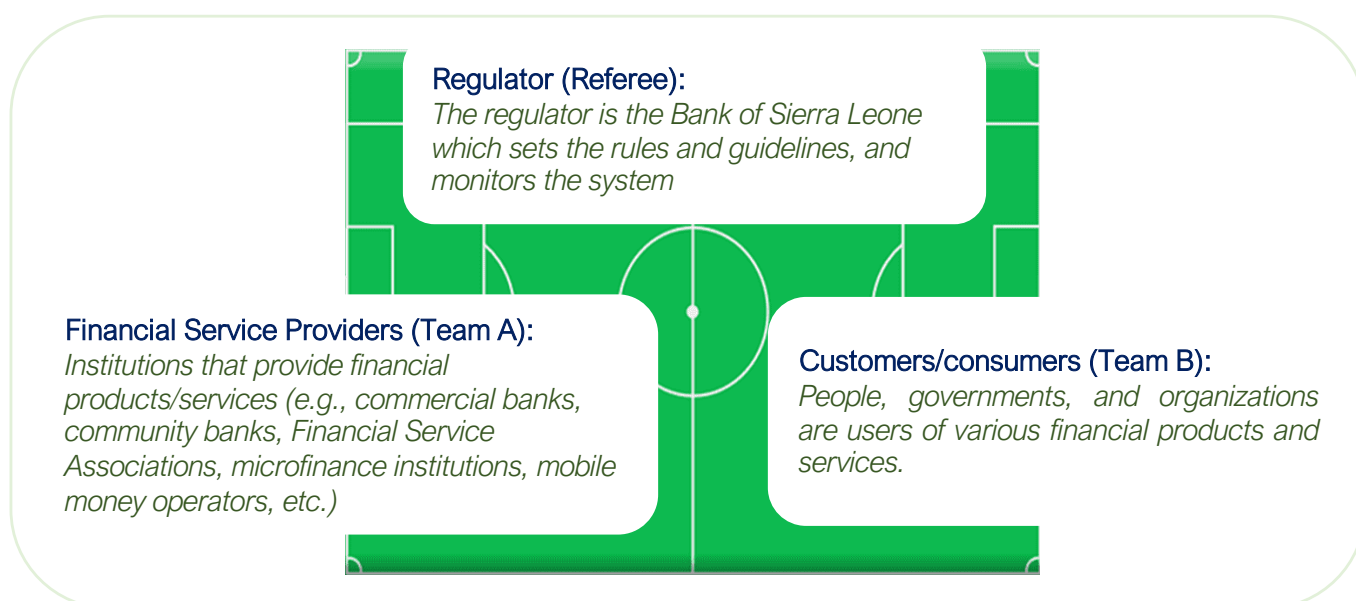 Regulator (Referee):
The regulator is the Bank of Sierra Leone
which sets the rules and guidelines, and
monitors the system
Financial Service Providers (Team A):
Institutions that provide financial
products/services (e.g., commercial banks,
community banks, Financial Service
Associations, microfinance institutions, mobile
money operators, etc.)
Customers/consumers (Team B):
People, governments, and organizations
are users of various financial products and
services.